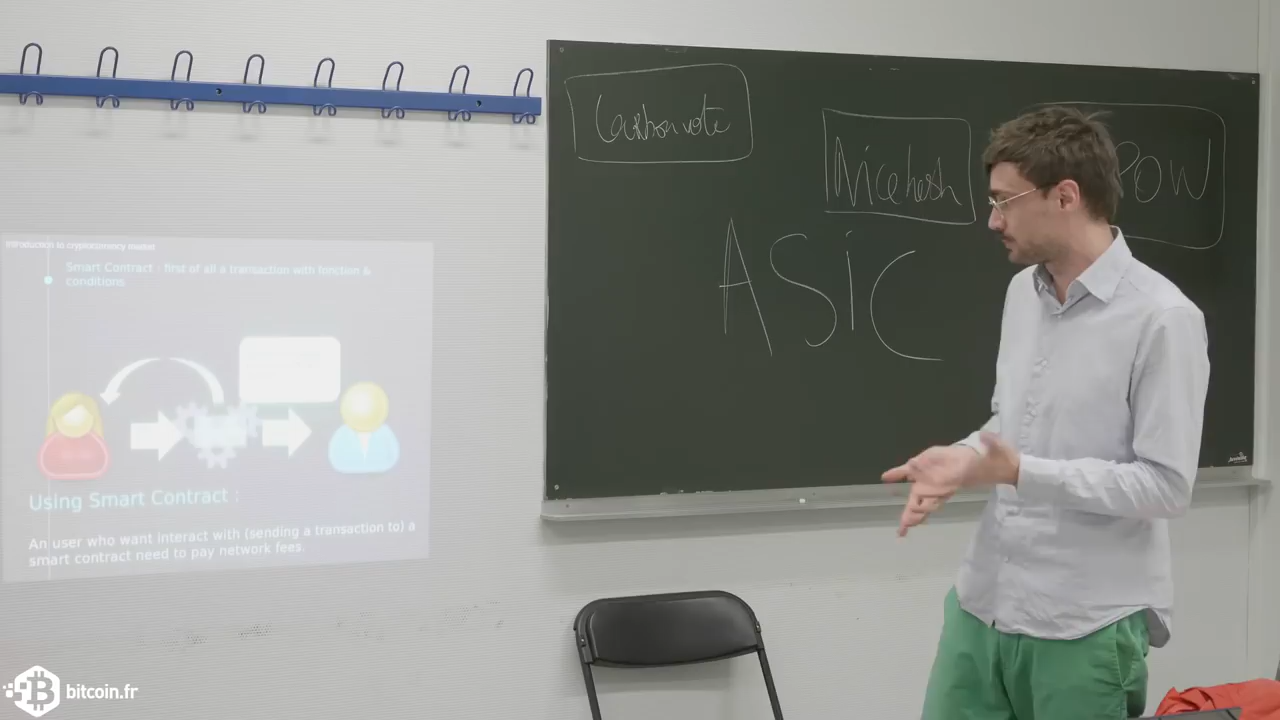 Carbonvote
Nicehash
POW
ASiC
Introduction to cryptocurrency market
Smart Contract : first of all a transaction with fonction &
conditions
Using Smart Contract :
An user who want interact with (sending a transaction to) a
smart contract need to pay network fees.
bitcoin.fr